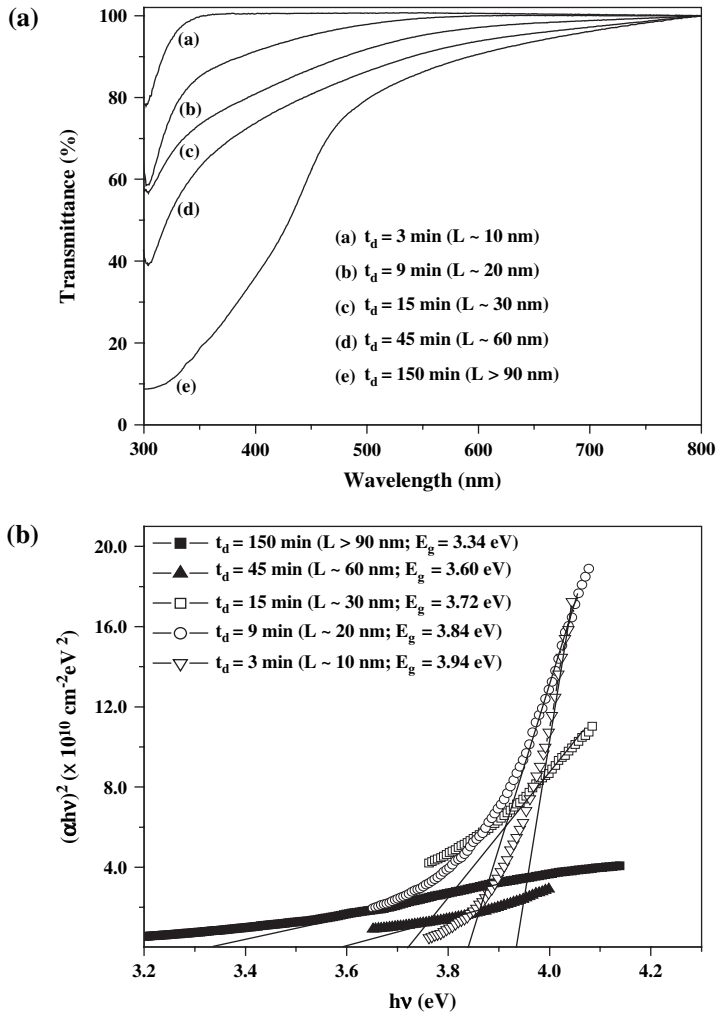 (a)
100
80
60
40
20
0
Transmittance (%)
(a)
(b)
(c)
(d)
(e)
(a) t_d = 3 min (L ~ 10 nm)
(b) t_d = 9 min (L ~ 20 nm)
(c) t_d = 15 min (L ~ 30 nm)
(d) t_d = 45 min (L ~ 60 nm)
(e) t_d = 150 min (L > 90 nm)
300 400 500 600 700 800
Wavelength (nm)
(b)
20.0
16.0
12.0
8.0
4.0
(αhν)² (× 10¹⁰ cm⁻²eV²)
t_d = 150 min (L > 90 nm; E_g = 3.34 eV)
t_d = 45 min (L ~ 60 nm; E_g = 3.60 eV)
t_d = 15 min (L ~ 30 nm; E_g = 3.72 eV)
t_d = 9 min (L ~ 20 nm; E_g = 3.84 eV)
t_d = 3 min (L ~ 10 nm; E_g = 3.94 eV)
3.2 3.4 3.6 3.8 4.0 4.2
hν (eV)